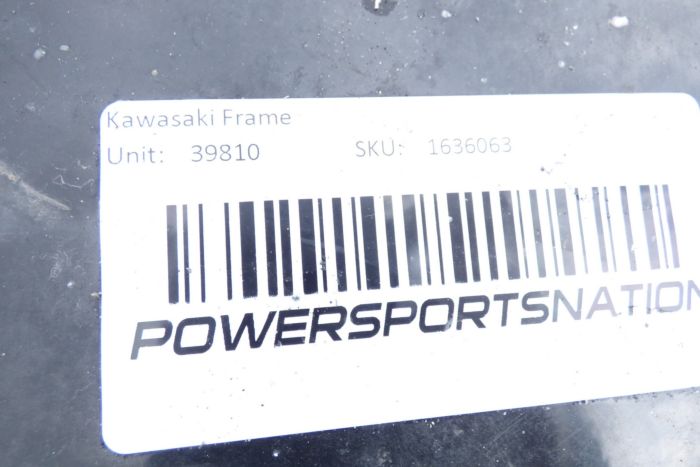 Kawasaki Frame
Unit: 39810 SKU: 1636063
POWERSPORTSNATION